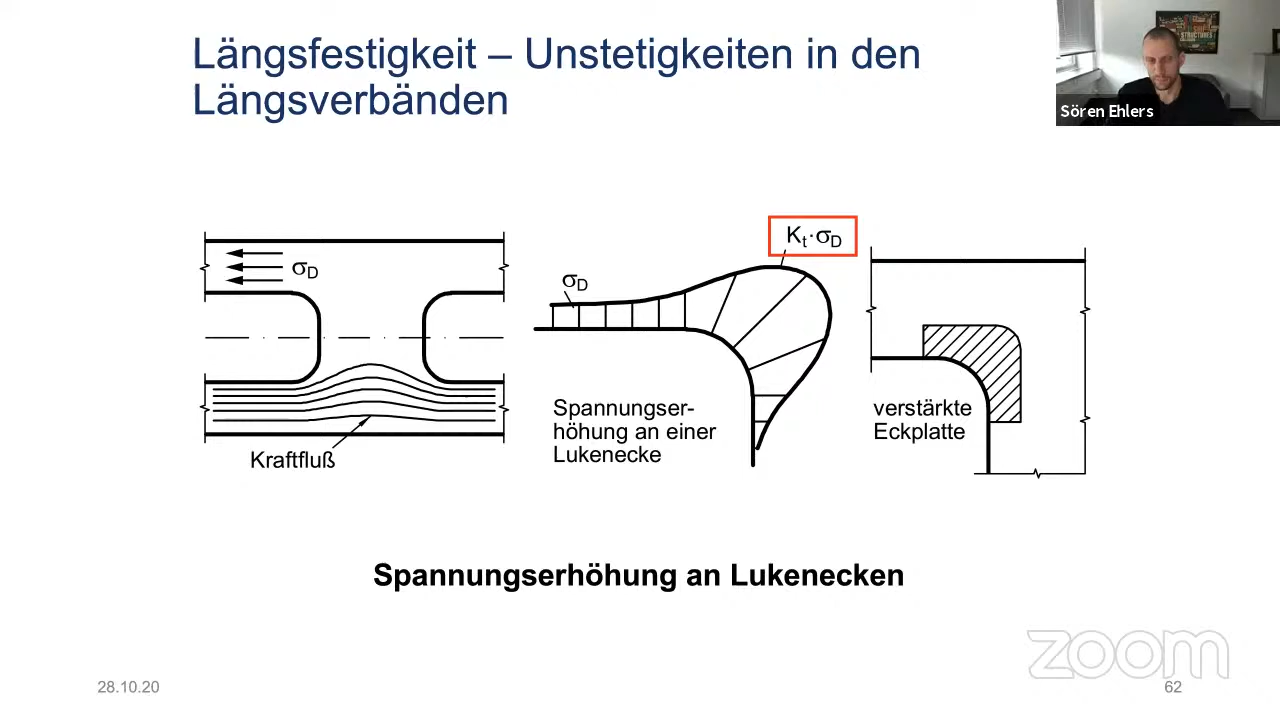 Längsfestigkeit – Unstetigkeiten in den
Längsverbänden
STRUCTURES
Sören Ehlers
σD
Kraftfluß
σD
Kt·σD
Spannungser-
höhung an einer
Lukenecke
verstärkte
Eckplatte
Spannungserhöhung an Lukenecken
zoom
28.10.20
62